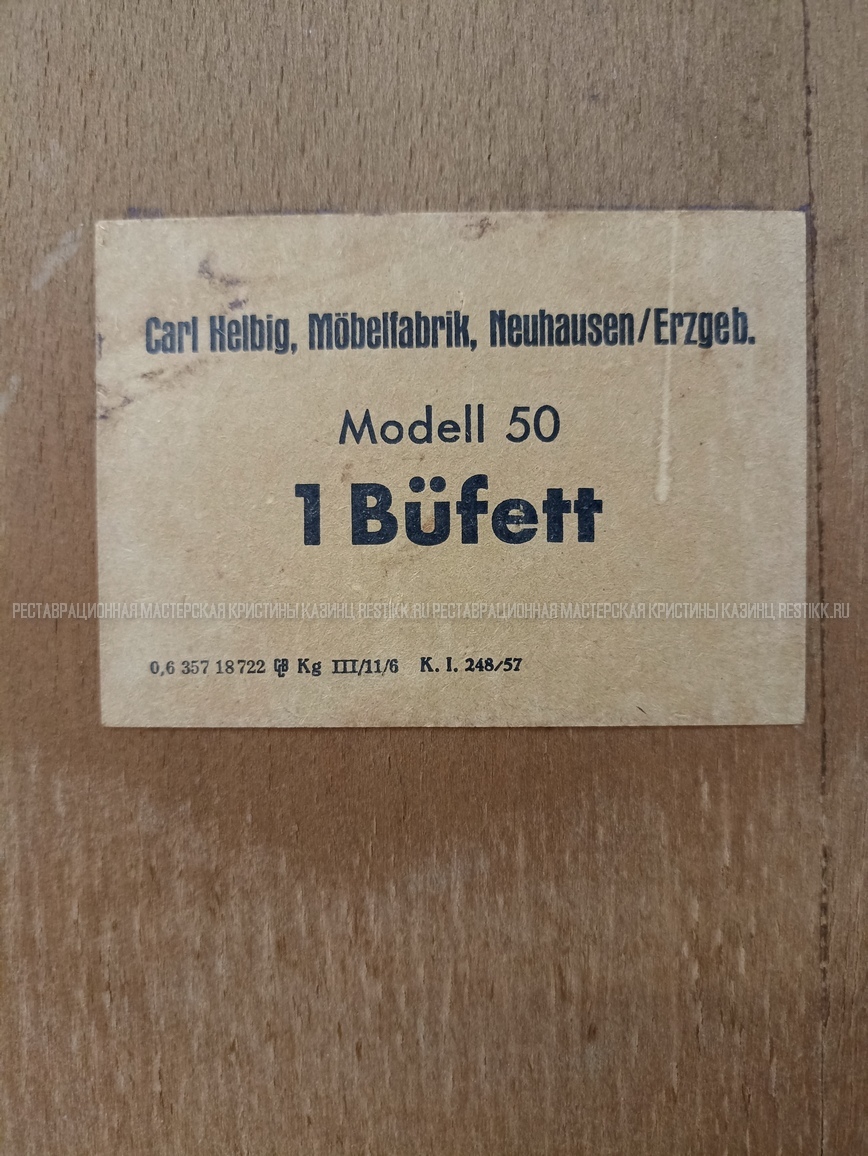 Carl Helbig, Möbelfabrik, Neuhausen/Erzgeb.
Modell 50
1 Büfett
РЕСТАВРАЦИОННАЯ МАСТЕРСКАЯ КРИСТИНЫ КАЗИНЦ RESTIKK.RU РЕСТАВРАЦИОННАЯ МАСТЕРСКАЯ КРИСТИНЫ КАЗИНЦ RESTIKK.RU
0,6 357 18722 Kg III/11/6 K. I. 248/57